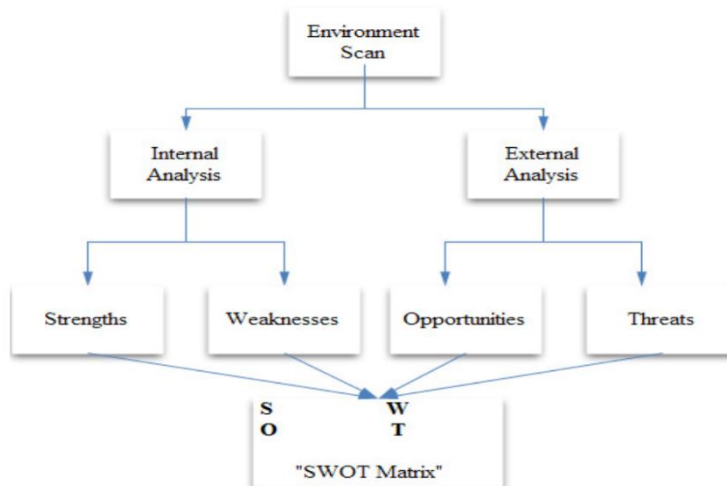 Environment
Scan
Internal
Analysis
External
Analysis
Strengths
Weaknesses
Opportunities
Threats
S W
O T
"SWOT Matrix"